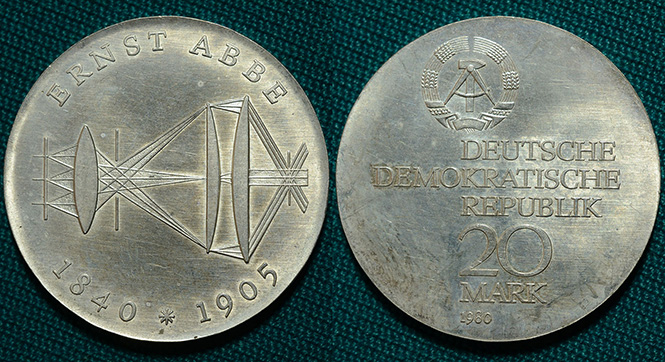 ERNST ABBE
1840 * 1905
DEUTSCHE
DEMOKRATISCHE
REPUBLIK
20
MARK
1980